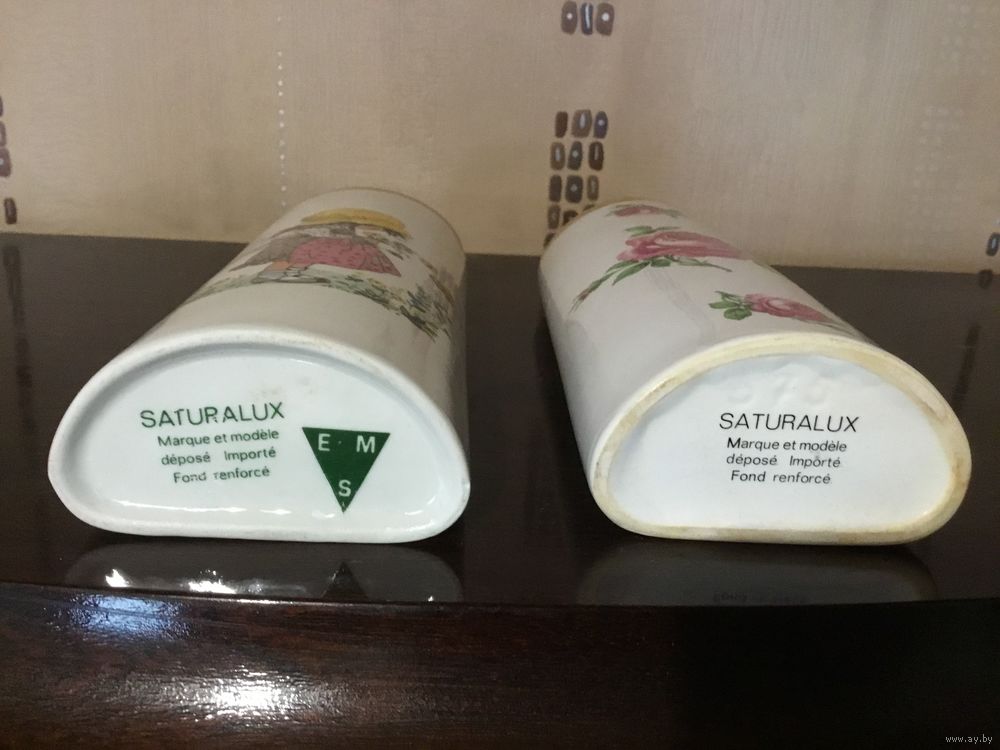 SATURALUX
Marque et modèle
déposé Importé
Fond renforcé
E M
S
SATURALUX
Marque et modèle
déposé Importé
Fond renforcé
www.ay.by